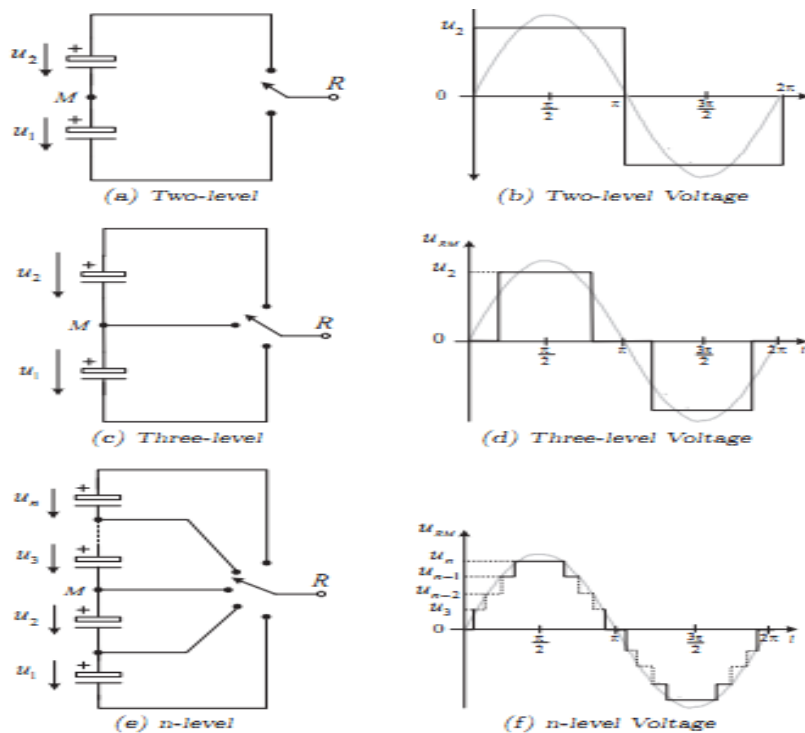 u₂
+
M
u₁
+
R
(a) Two-level
u₂
0
π/2
π
3π/2
2π
(b) Two-level Voltage
u₂
+
M
u₁
+
R
(c) Three-level
u_RM
u₂
0
π/2
π
3π/2
2π t
(d) Three-level Voltage
uₙ
+
u₃
+
M
u₂
+
u₁
+
R
(e) n-level
u_RM
uₙ
uₙ₋₁
uₙ₋₂
u₃
0
π/2
π
3π/2
2π t
(f) n-level Voltage